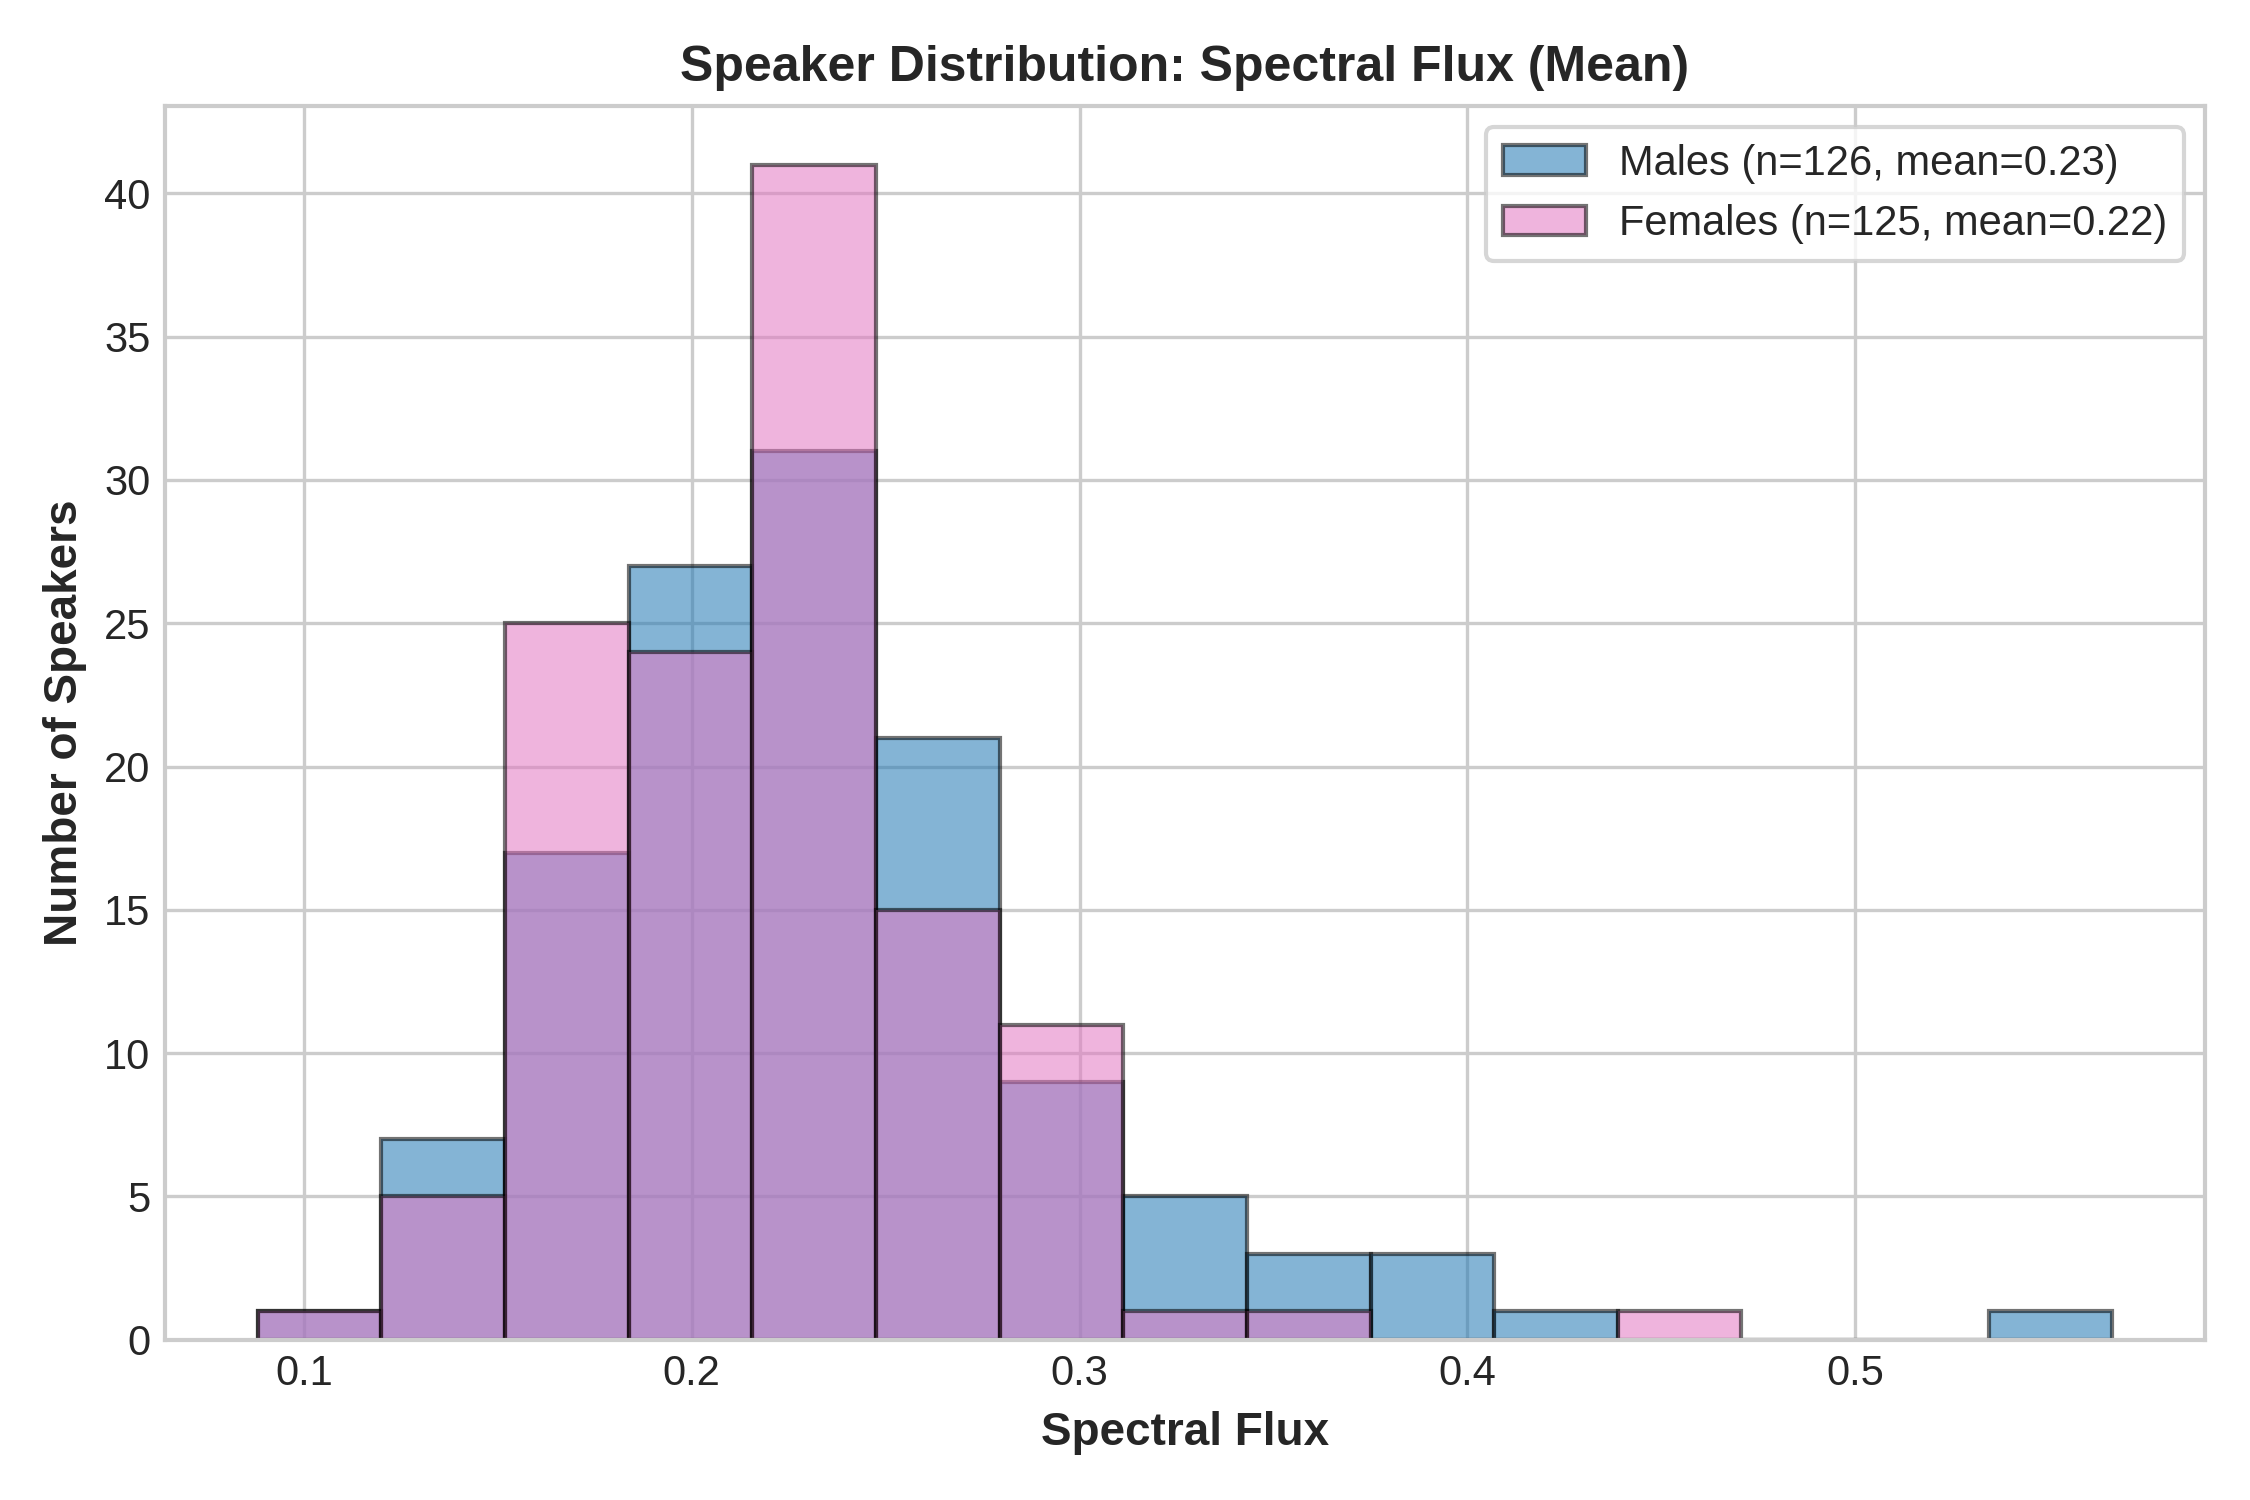 Speaker Distribution: Spectral Flux (Mean)
Males (n=126, mean=0.23)
Females (n=125, mean=0.22)
Number of Speakers
40
35
30
25
20
15
10
5
0
0.1
0.2
0.3
0.4
0.5
Spectral Flux